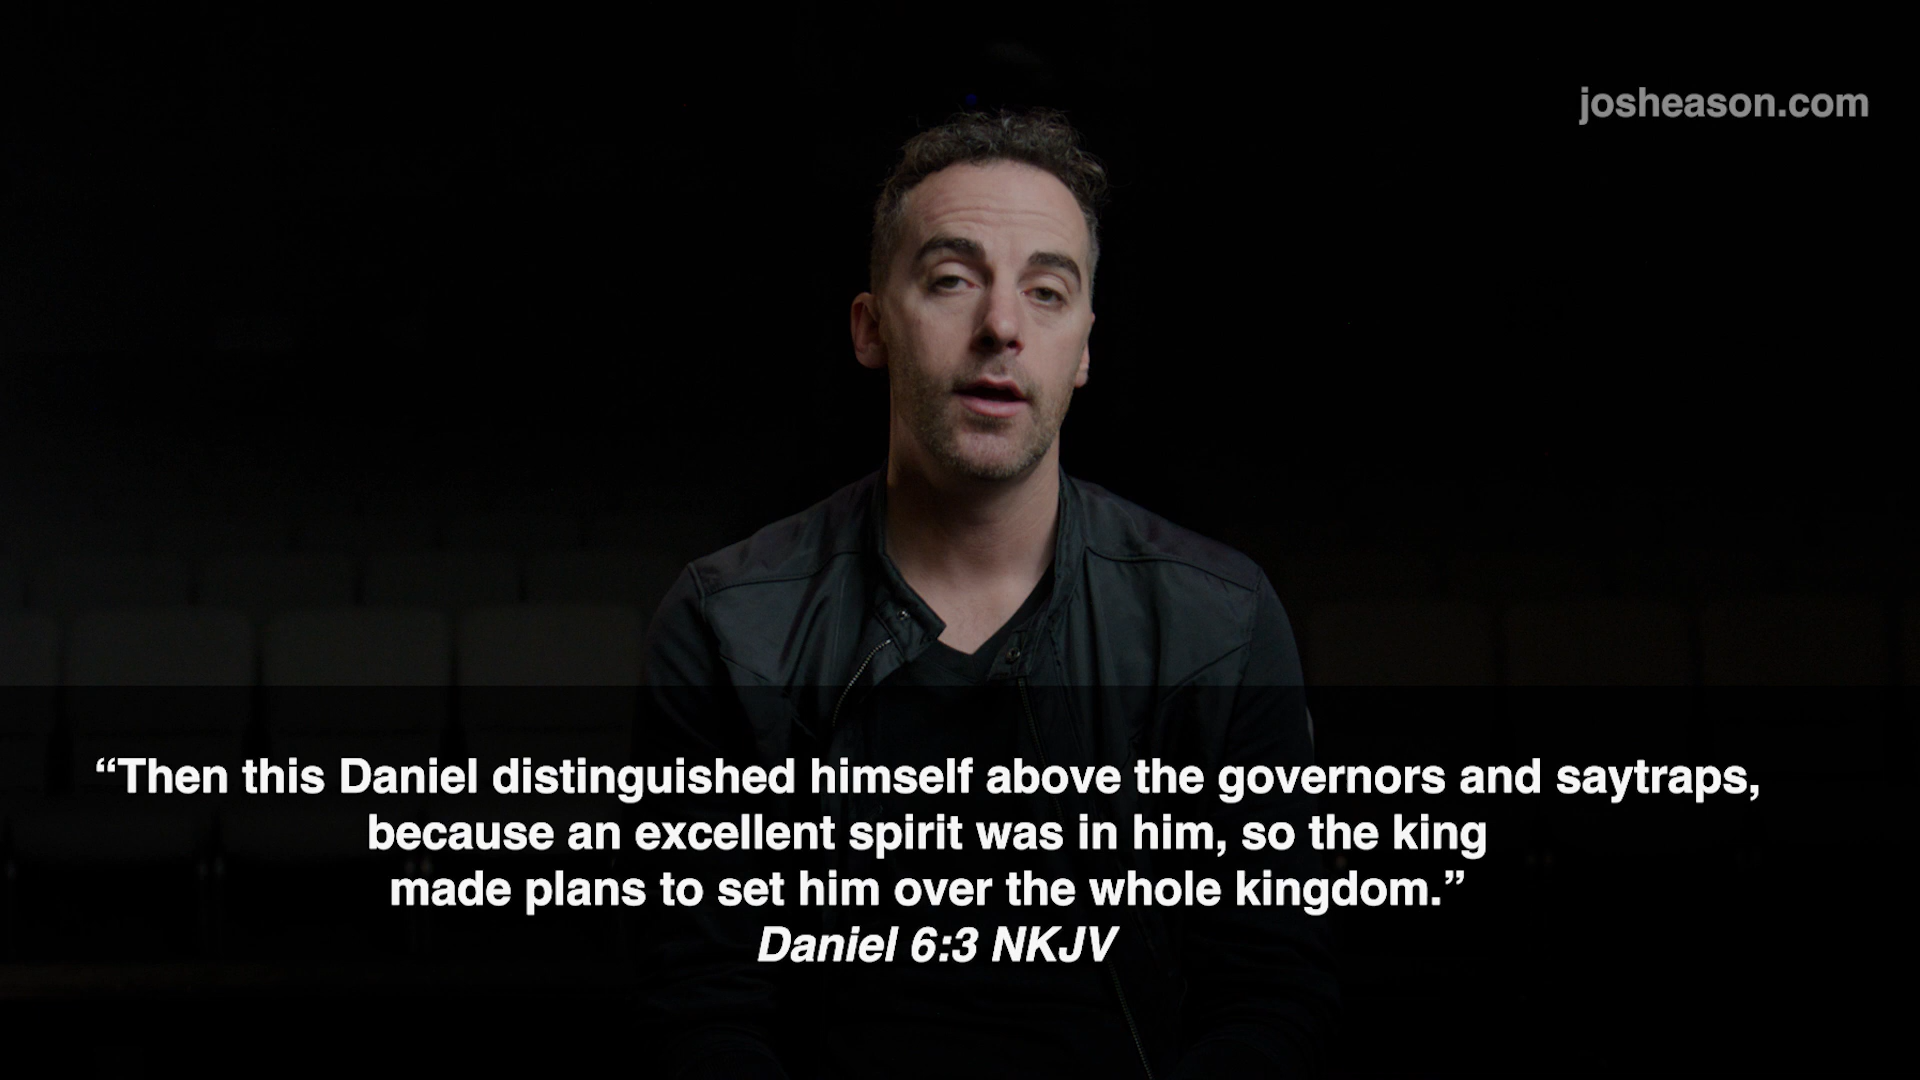 josheason.com
“Then this Daniel distinguished himself above the governors and saytraps,
because an excellent spirit was in him, so the king
made plans to set him over the whole kingdom.”
Daniel 6:3 NKJV